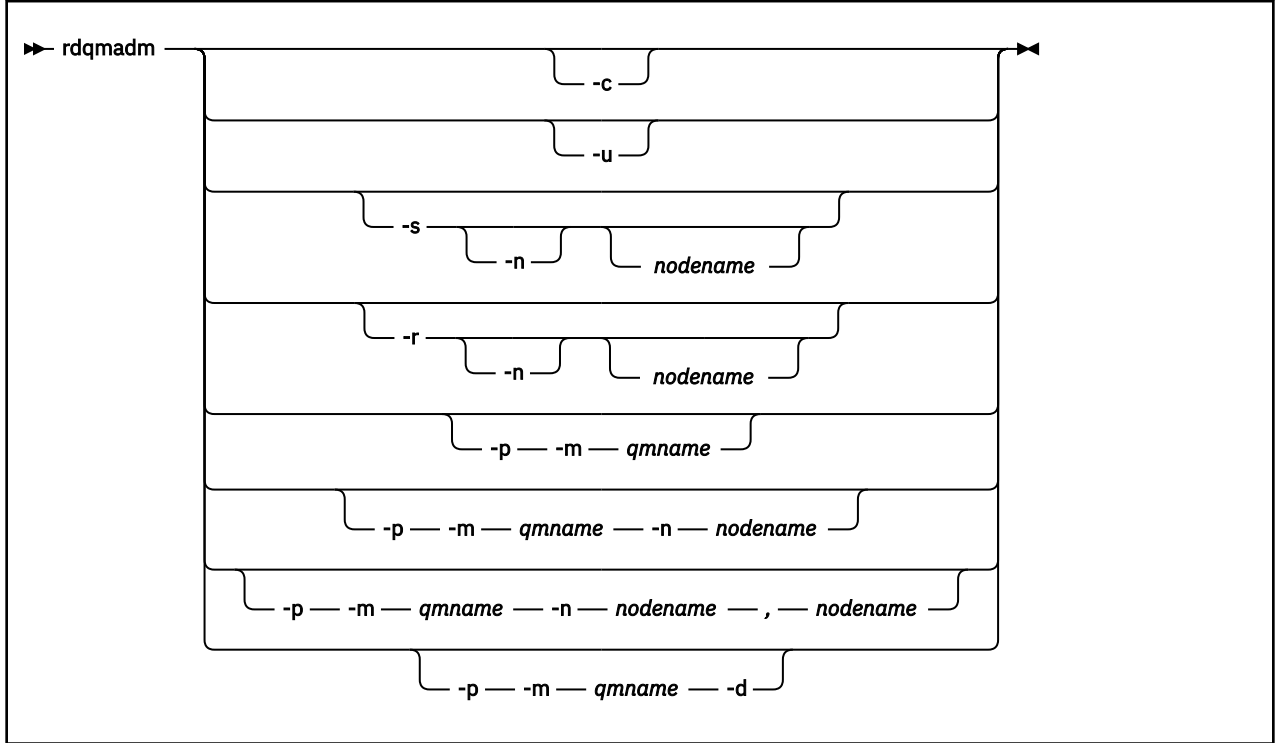 rdqmadm
-c
-u
-s
-n nodename
-r
-n nodename
-p -m qmname
-p -m qmname -n nodename
-p -m qmname -n nodename , nodename
-p -m qmname -d